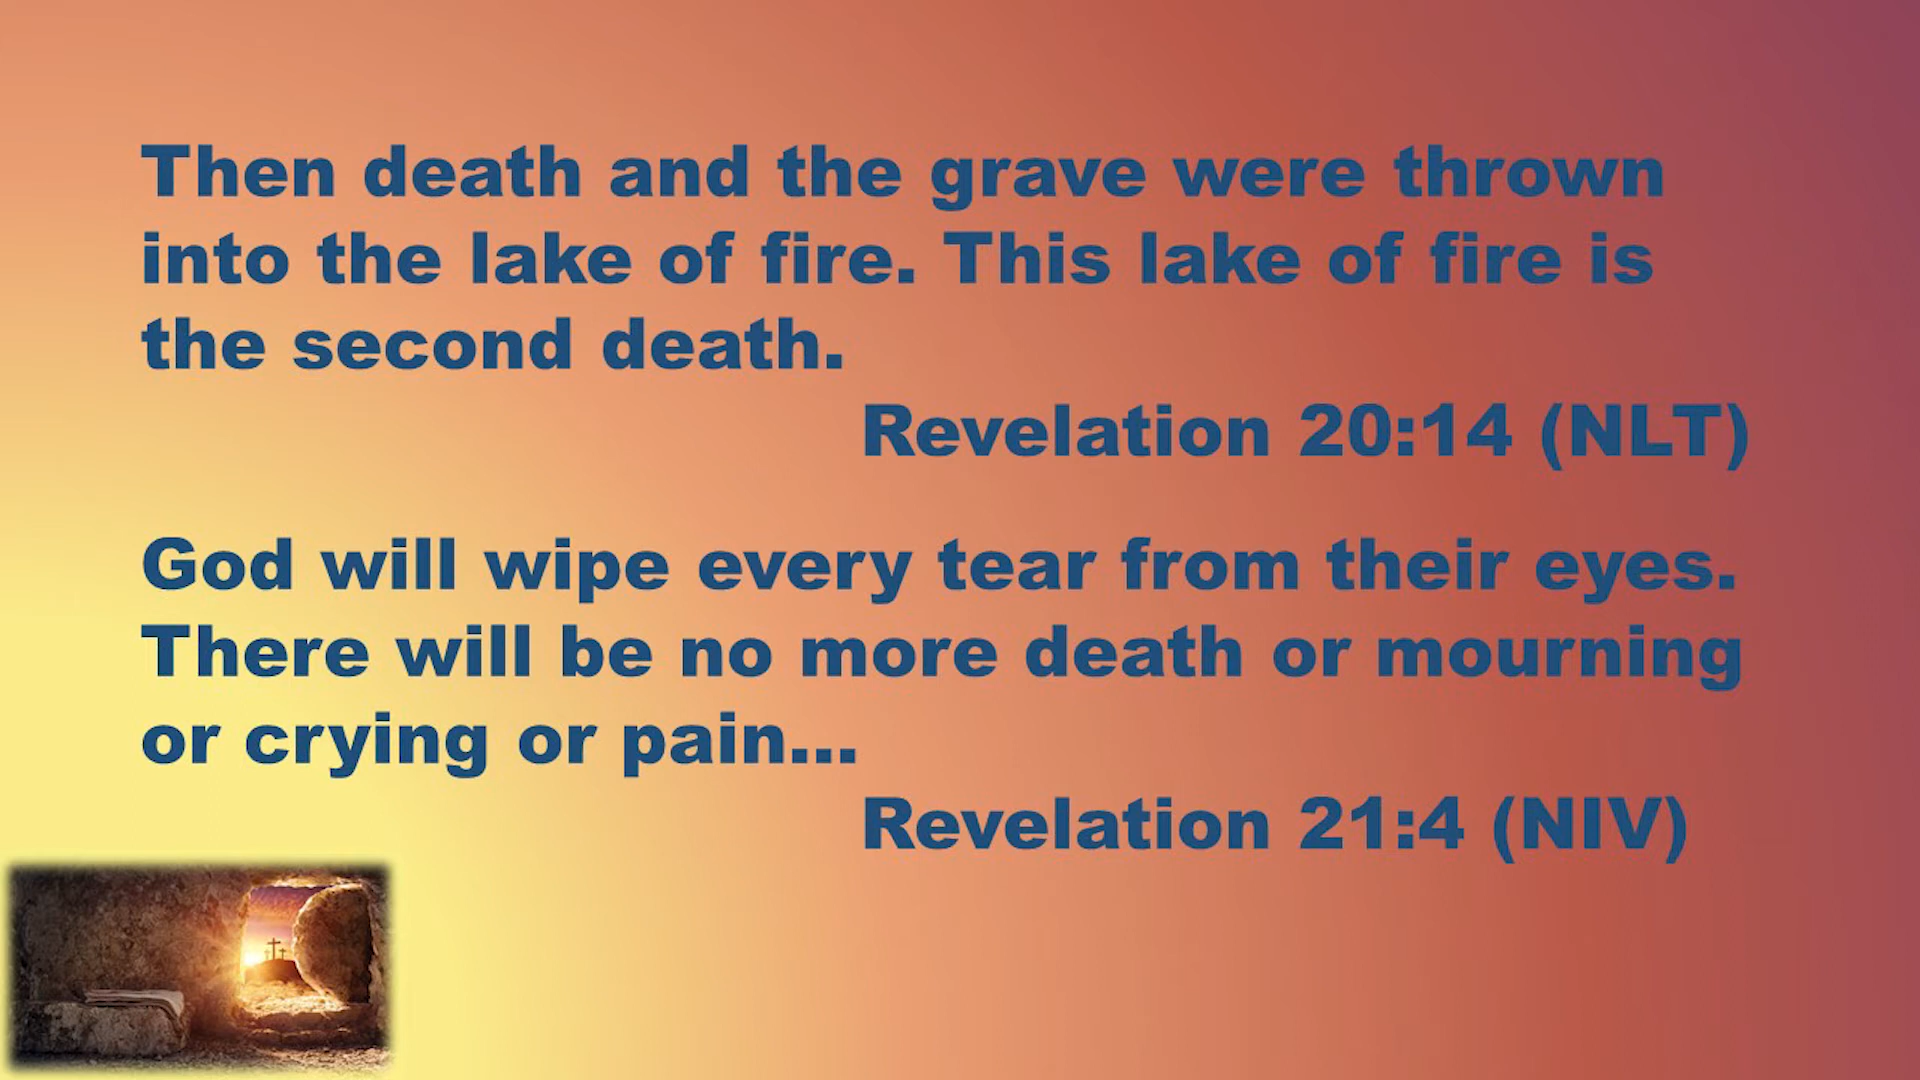 Then death and the grave were thrown
into the lake of fire. This lake of fire is
the second death.
Revelation 20:14 (NLT)
God will wipe every tear from their eyes.
There will be no more death or mourning
or crying or pain...
Revelation 21:4 (NIV)